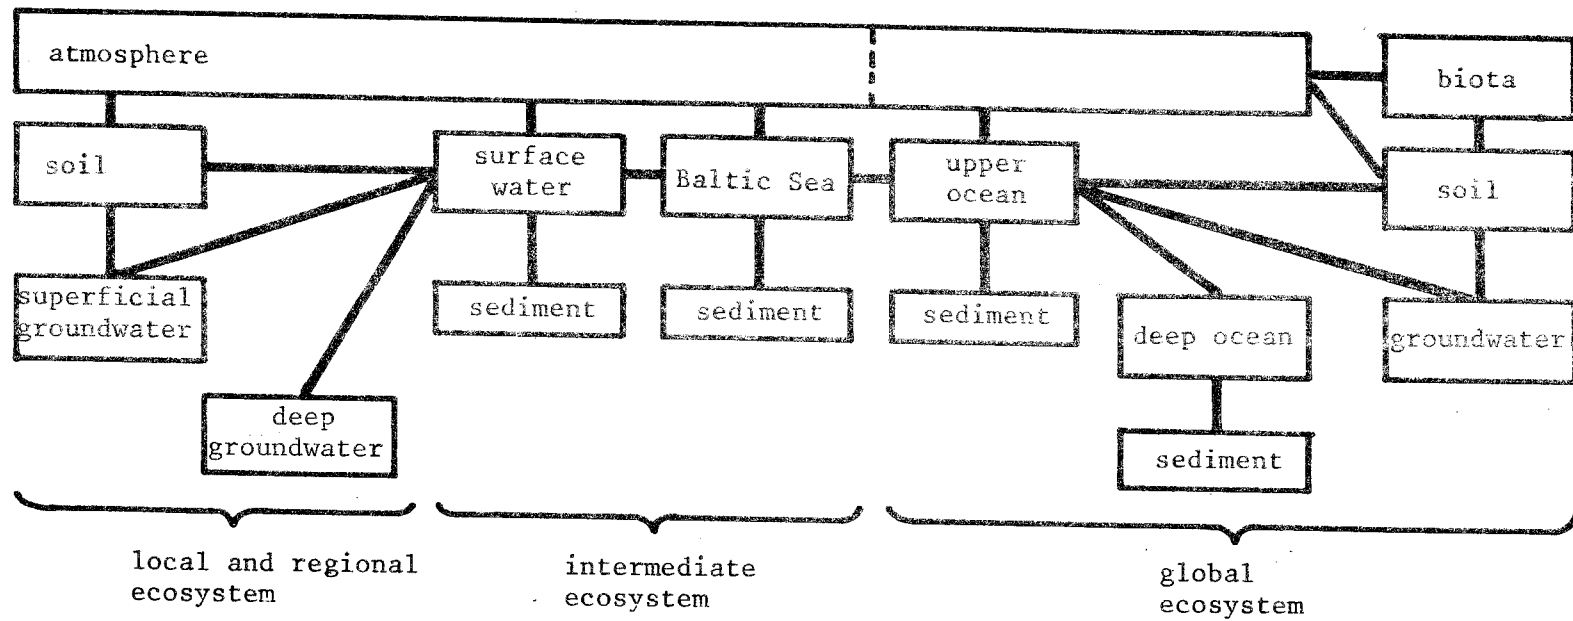 atmosphere
biota
soil
surface
water
Baltic Sea
upper
ocean
soil
superficial
groundwater
sediment
sediment
sediment
deep ocean
groundwater
deep
groundwater
sediment
local and regional
ecosystem
intermediate
ecosystem
global
ecosystem